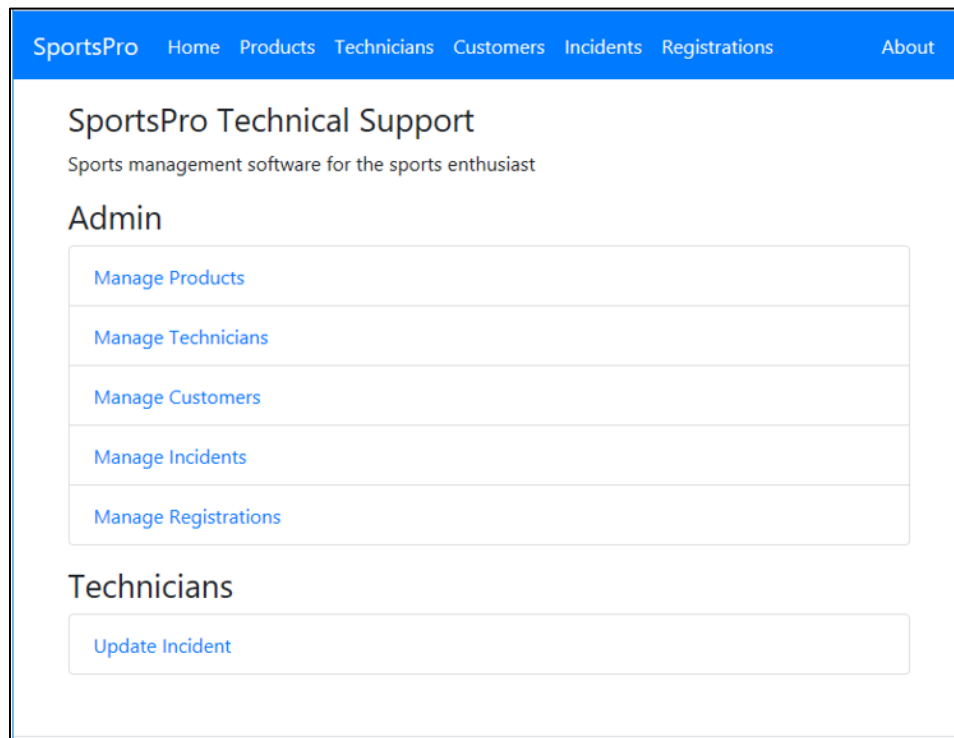 SportsPro Home Products Technicians Customers Incidents Registrations About
SportsPro Technical Support
Sports management software for the sports enthusiast
Admin
Manage Products
Manage Technicians
Manage Customers
Manage Incidents
Manage Registrations
Technicians
Update Incident